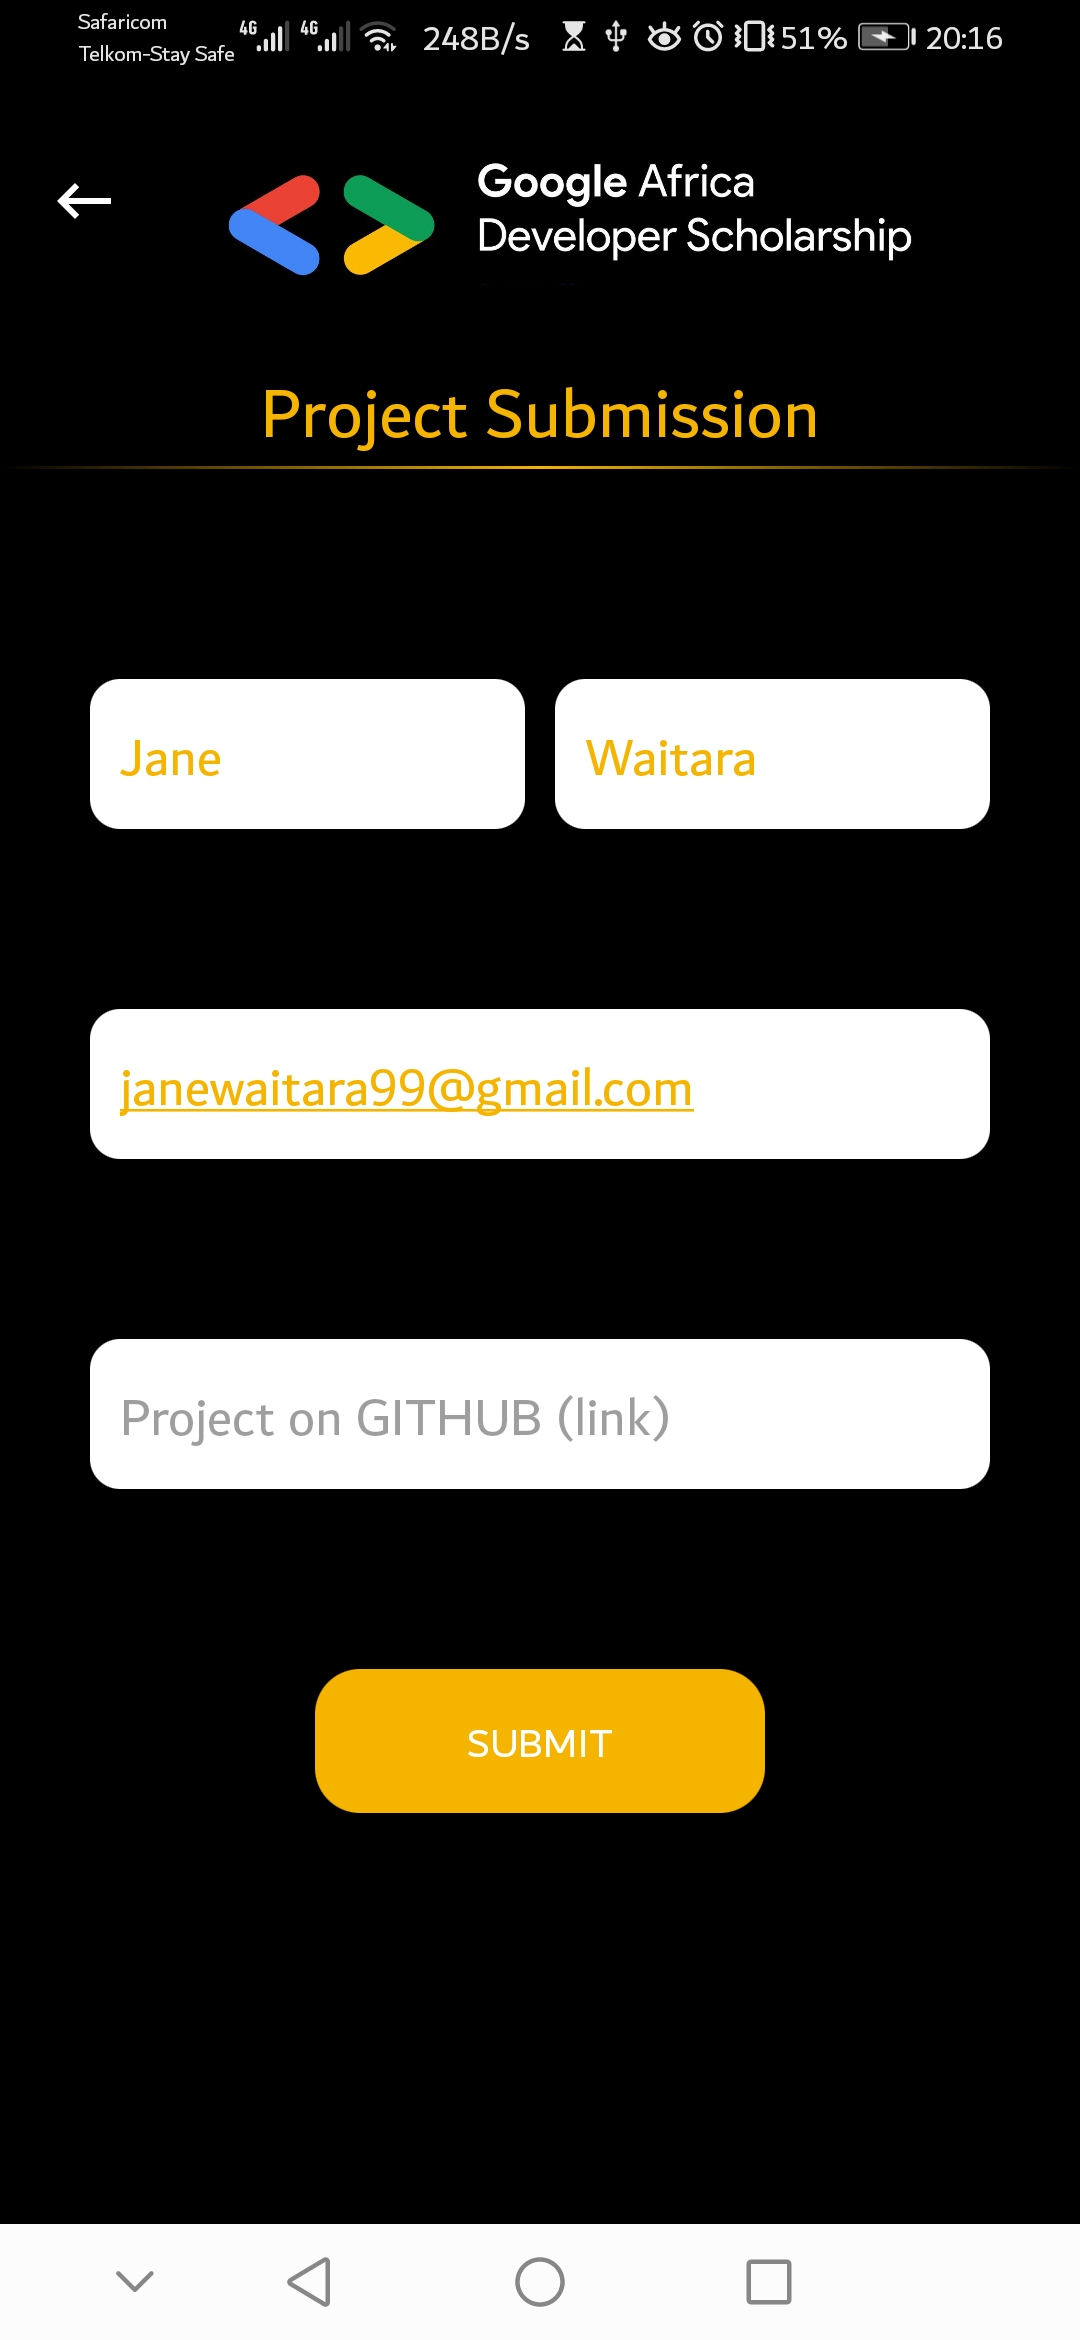 Safaricom
Telkom-Stay Safe
4G 4G 248B/s 51% 20:16
Google Africa
Developer Scholarship
Project Submission
Jane Waitara
janewaitara99@gmail.com
Project on GITHUB (link)
SUBMIT